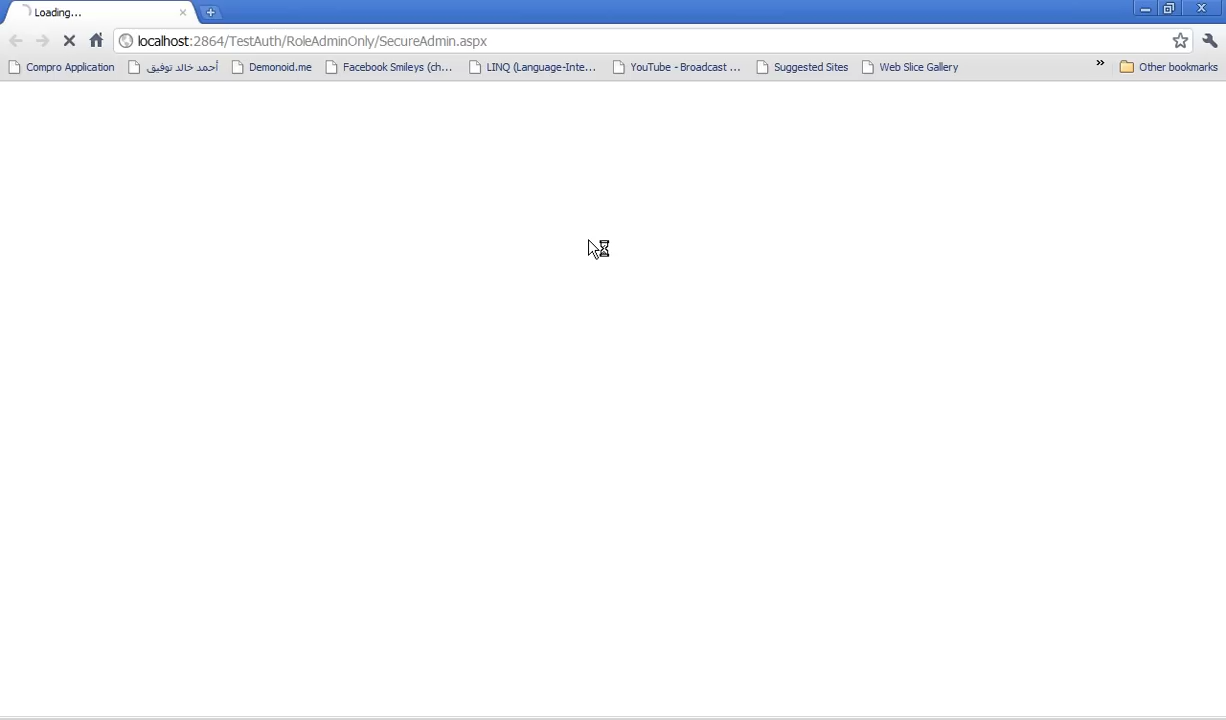 Loading...
localhost:2864/TestAuth/RoleAdminOnly/SecureAdmin.aspx
Compro Application أحمد خالد توفيق Demonoid.me Facebook Smileys (ch... LINQ (Language-Inte... YouTube - Broadcast ... Suggested Sites Web Slice Gallery » Other bookmarks